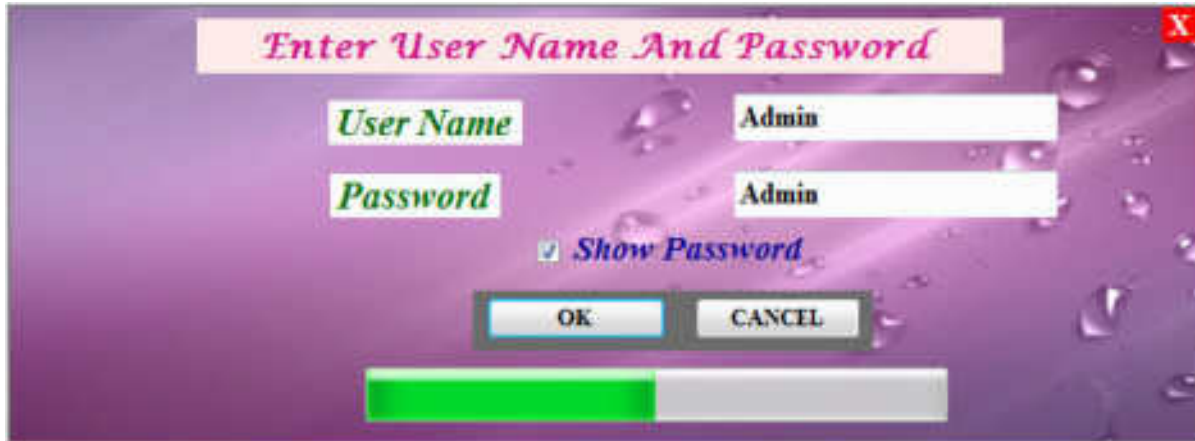 X
Enter User Name And Password
User Name Admin
Password Admin
Show Password
OK CANCEL